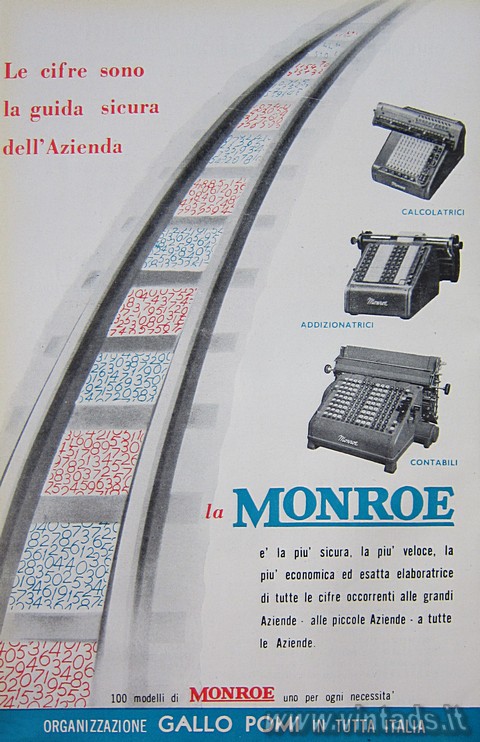 Le cifre sono
la guida sicura
dell'Azienda
CALCOLATRICI
ADDIZIONATRICI
CONTABILI
la MONROE
e' la piu' sicura, la piu' veloce, la
piu' economica ed esatta elaboratrice
di tutte le cifre occorrenti alle grandi
Aziende - alle piccole Aziende - a tutte
le Aziende.
100 modelli di MONROE uno per ogni necessita'
ORGANIZZAZIONE GALLO POMI IN TUTTA ITALIA